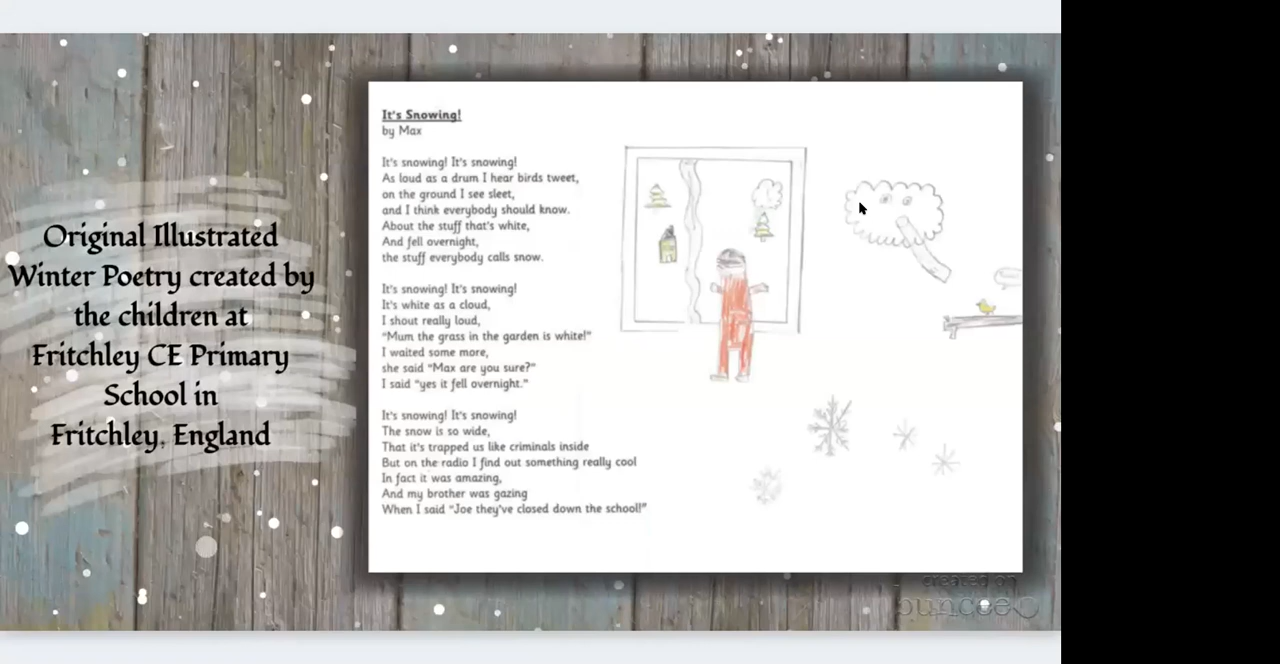 Original Illustrated
Winter Poetry created by
the children at
Fritchley CE Primary
School in
Fritchley, England
It's Snowing!
by Max
It's snowing! It's snowing!
As loud as a drum I hear birds tweet,
on the ground I see sleet,
and I think everybody should know.
About the stuff that's white,
And fell overnight,
the stuff everybody calls snow.
It's snowing! It's snowing!
It's white as a cloud,
I shout really loud,
"Mum the grass in the garden is white!"
I waited some more,
she said "Max are you sure?"
I said "yes it fell overnight."
It's snowing! It's snowing!
The snow is so wide,
That it's trapped us like criminals inside
But on the radio I find out something really cool
In fact it was amazing,
And my brother was gazing
When I said "Joe they've closed down the school!"
created on
buncee